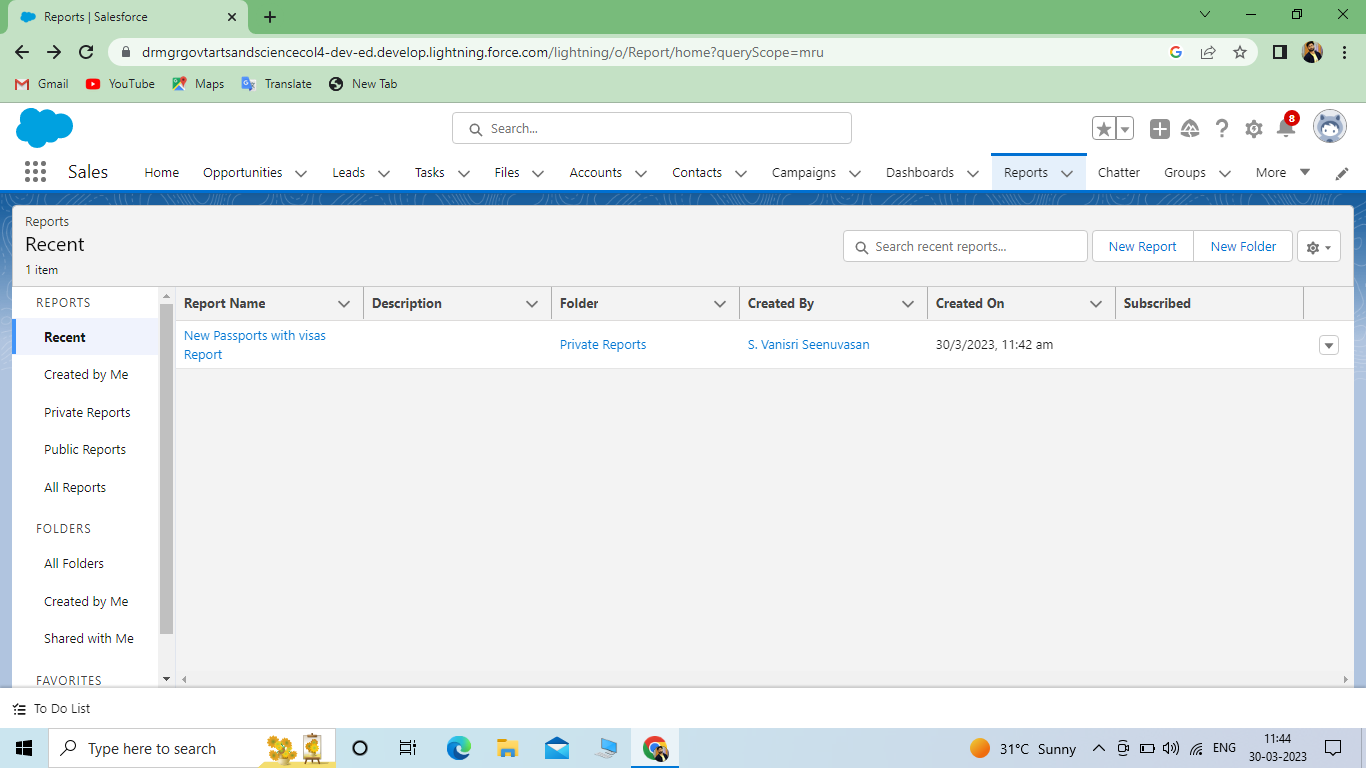 Reports | Salesforce
drmgrgovtartsandsciencecol4-dev-ed.develop.lightning.force.com/lightning/o/Report/home?queryScope=mru
Gmail YouTube Maps Translate New Tab
Search...
8
Sales Home Opportunities Leads Tasks Files Accounts Contacts Campaigns Dashboards Reports Chatter Groups More
Reports
Recent
1 item
Search recent reports...
New Report
New Folder
REPORTS
Recent
Created by Me
Private Reports
Public Reports
All Reports
FOLDERS
All Folders
Created by Me
Shared with Me
FAVORITES
Report Name Description Folder Created By Created On Subscribed
New Passports with visas
Report
Private Reports
S. Vanisri Seenuvasan
30/3/2023, 11:42 am
To Do List
Type here to search
31°C Sunny
ENG
11:44
30-03-2023